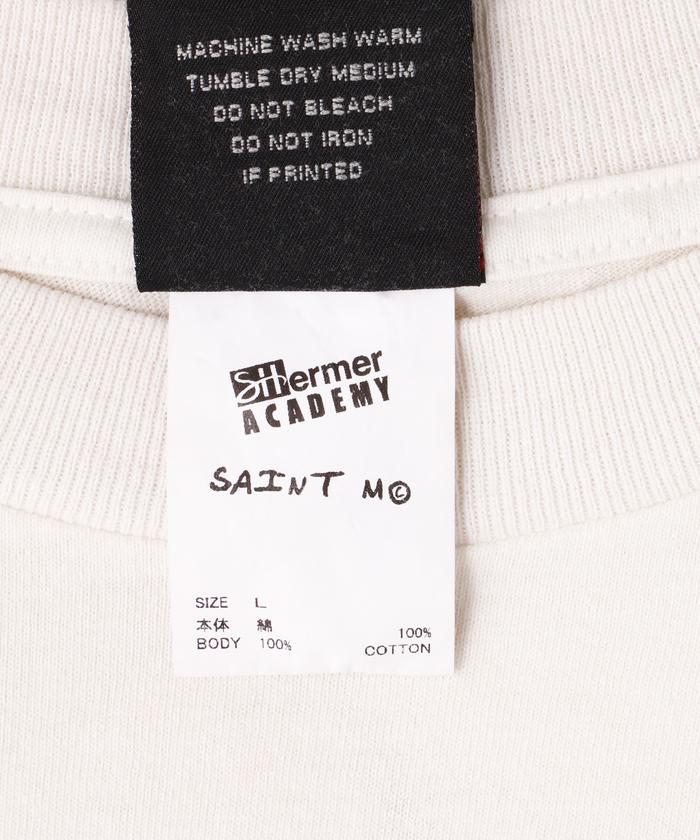 MACHINE WASH WARM
TUMBLE DRY MEDIUM
DO NOT BLEACH
DO NOT IRON
IF PRINTED
SHermer
ACADEMY
SAINT M©
SIZE L
本体 綿
BODY 100%
100%
COTTON